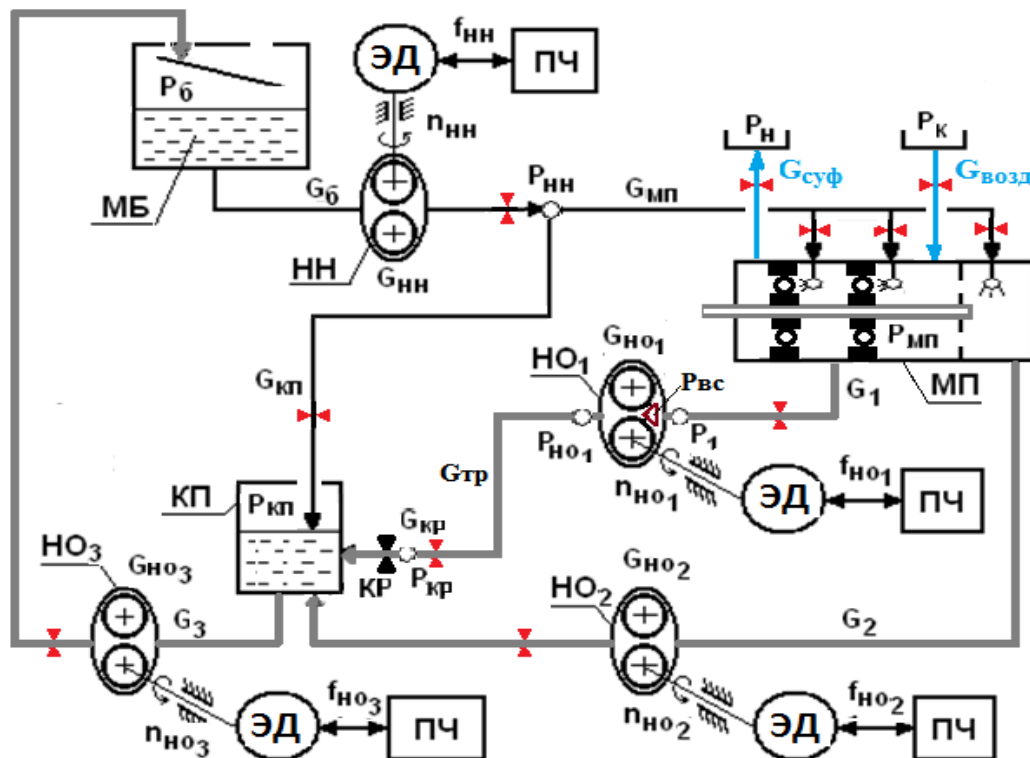 ЭД
fнн
ПЧ
Pб
nнн
МБ
Gб
Pнн
Gмп
Pн
Pк
Gсуф
Gвозд
НН
Gнн
Pмп
МП
Gкп
Gно1
НО1
Pвс
G1
Pно1
P1
Gтр
nно1
ЭД
fно1
ПЧ
КП
Pкп
Gкр
КР
Pкр
НО3
Gно3
G3
НО2
Gно2
G2
nно3
ЭД
fно3
ПЧ
nно2
ЭД
fно2
ПЧ